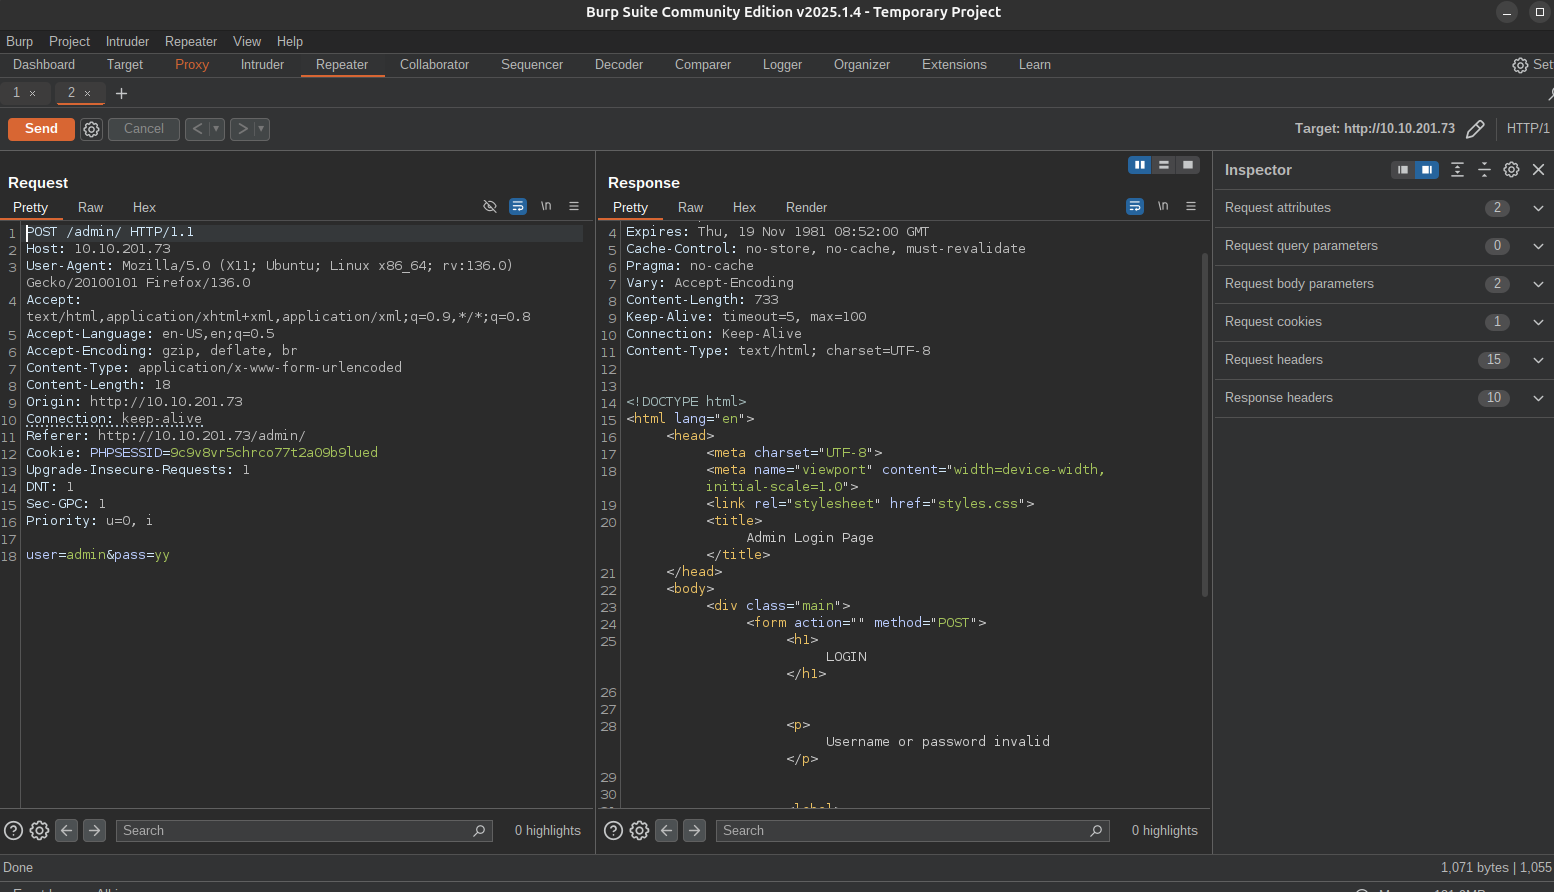 Burp Suite Community Edition v2025.1.4 - Temporary Project
Burp Project Intruder Repeater View Help
Dashboard Target Proxy Intruder Repeater Collaborator Sequencer Decoder Comparer Logger Organizer Extensions Learn Set
1 × 2 × +
Send Cancel < > Target: http://10.10.201.73 HTTP/1
Request
Pretty Raw Hex \n
1 POST /admin/ HTTP/1.1
2 Host: 10.10.201.73
3 User-Agent: Mozilla/5.0 (X11; Ubuntu; Linux x86_64; rv:136.0)
Gecko/20100101 Firefox/136.0
4 Accept:
text/html,application/xhtml+xml,application/xml;q=0.9,*/*;q=0.8
5 Accept-Language: en-US,en;q=0.5
6 Accept-Encoding: gzip, deflate, br
7 Content-Type: application/x-www-form-urlencoded
8 Content-Length: 18
9 Origin: http://10.10.201.73
10 Connection: keep-alive
11 Referer: http://10.10.201.73/admin/
12 Cookie: PHPSESSID=9c9v8vr5chrco77t2a09b9lued
13 Upgrade-Insecure-Requests: 1
14 DNT: 1
15 Sec-GPC: 1
16 Priority: u=0, i
17
18 user=admin&pass=yy
Search 0 highlights
Response
Pretty Raw Hex Render \n
4 Expires: Thu, 19 Nov 1981 08:52:00 GMT
5 Cache-Control: no-store, no-cache, must-revalidate
6 Pragma: no-cache
7 Vary: Accept-Encoding
8 Content-Length: 733
9 Keep-Alive: timeout=5, max=100
10 Connection: Keep-Alive
11 Content-Type: text/html; charset=UTF-8
12
13
14 <!DOCTYPE html>
15 <html lang="en">
16 <head>
17 <meta charset="UTF-8">
18 <meta name="viewport" content="width=device-width,
initial-scale=1.0">
19 <link rel="stylesheet" href="styles.css">
20 <title>
Admin Login Page
</title>
21 </head>
22 <body>
23 <div class="main">
24 <form action="" method="POST">
25 <h1>
LOGIN
</h1>
26
27
28 <p>
Username or password invalid
</p>
29
30
Search 0 highlights
Inspector
Request attributes 2
Request query parameters 0
Request body parameters 2
Request cookies 1
Request headers 15
Response headers 10
Done 1,071 bytes | 1,055